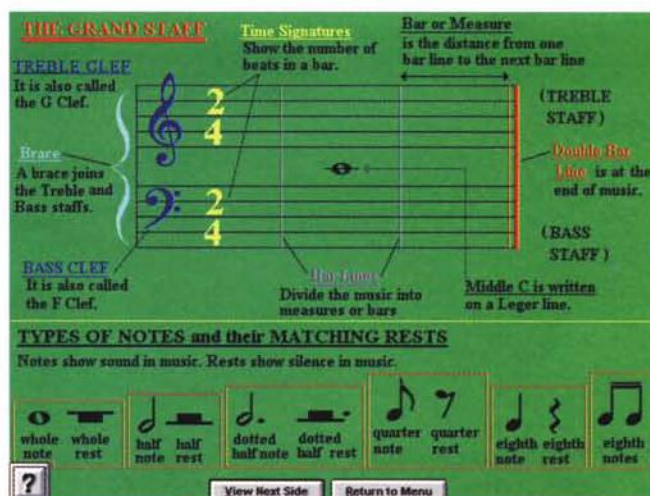 THE GRAND STAFF
Time Signatures
Show the number of
beats in a bar.
Bar or Measure
is the distance from one
bar line to the next bar line
TREBLE CLEF
It is also called
the G Clef.
2
4
(TREBLE
STAFF)
Brace
A brace joins
the Treble and
Bass staffs.
Double Bar
Line is at the
end of music.
2
4
(BASS
STAFF)
BASS CLEF
It is also called
the F Clef.
Bar Lines
Divide the music into
measures or bars
Middle C is written
on a Leger line.
TYPES OF NOTES and their MATCHING RESTS
Notes show sound in music. Rests show silence in music.
whole whole
note rest
half half
note rest
dotted dotted
half note half rest
quarter quarter
note rest
eighth eighth
note rest
eighth
notes
?
View Next Side
Return to Menu